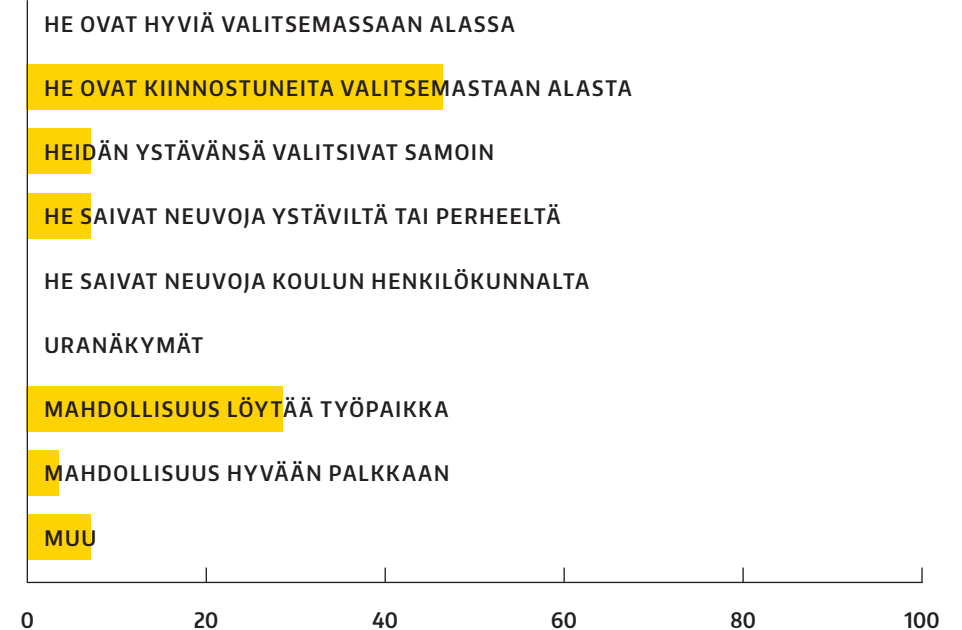 HE OVAT HYVIÄ VALITSEMASSAAN ALASSA
HE OVAT KIINNOSTUNEITA VALITSEMASTAAN ALASTA
HEIDÄN YSTÄVÄNSÄ VALITSIVAT SAMOIN
HE SAIVAT NEUVOJA YSTÄVILTÄ TAI PERHEELTÄ
HE SAIVAT NEUVOJA KOULUN HENKILÖKUNNALTA
URANÄKYMÄT
MAHDOLLISUUS LÖYTÄÄ TYÖPAIKKA
MAHDOLLISUUS HYVÄÄN PALKKAAN
MUU
0 20 40 60 80 100